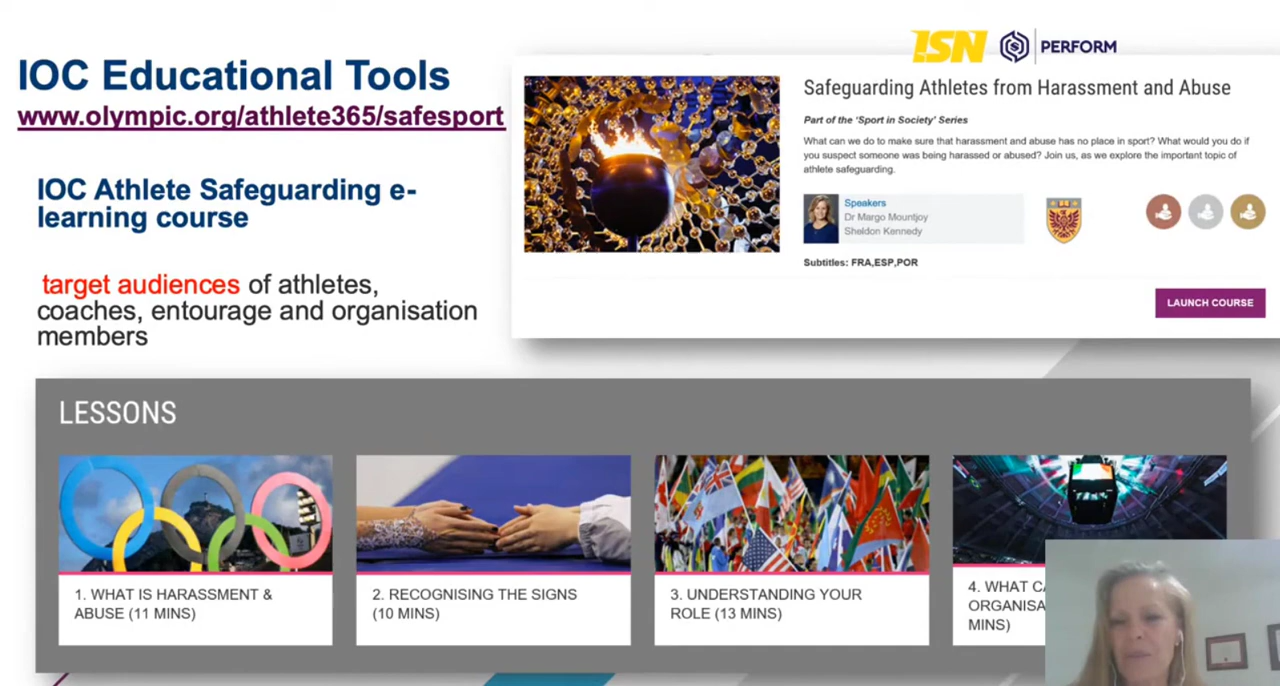 IOC Educational Tools
www.olympic.org/athlete365/safesport
IOC Athlete Safeguarding e-
learning course
target audiences of athletes,
coaches, entourage and organisation
members
ISN PERFORM
Safeguarding Athletes from Harassment and Abuse
Part of the 'Sport in Society' Series
What can we do to make sure that harassment and abuse has no place in sport? What would you do if
you suspect someone was being harassed or abused? Join us, as we explore the important topic of
athlete safeguarding.
Speakers
Dr Margo Mountjoy
Sheldon Kennedy
Subtitles: FRA,ESP,POR
LAUNCH COURSE
LESSONS
1. WHAT IS HARASSMENT &
ABUSE (11 MINS)
2. RECOGNISING THE SIGNS
(10 MINS)
3. UNDERSTANDING YOUR
ROLE (13 MINS)
4. WHAT
MINS)